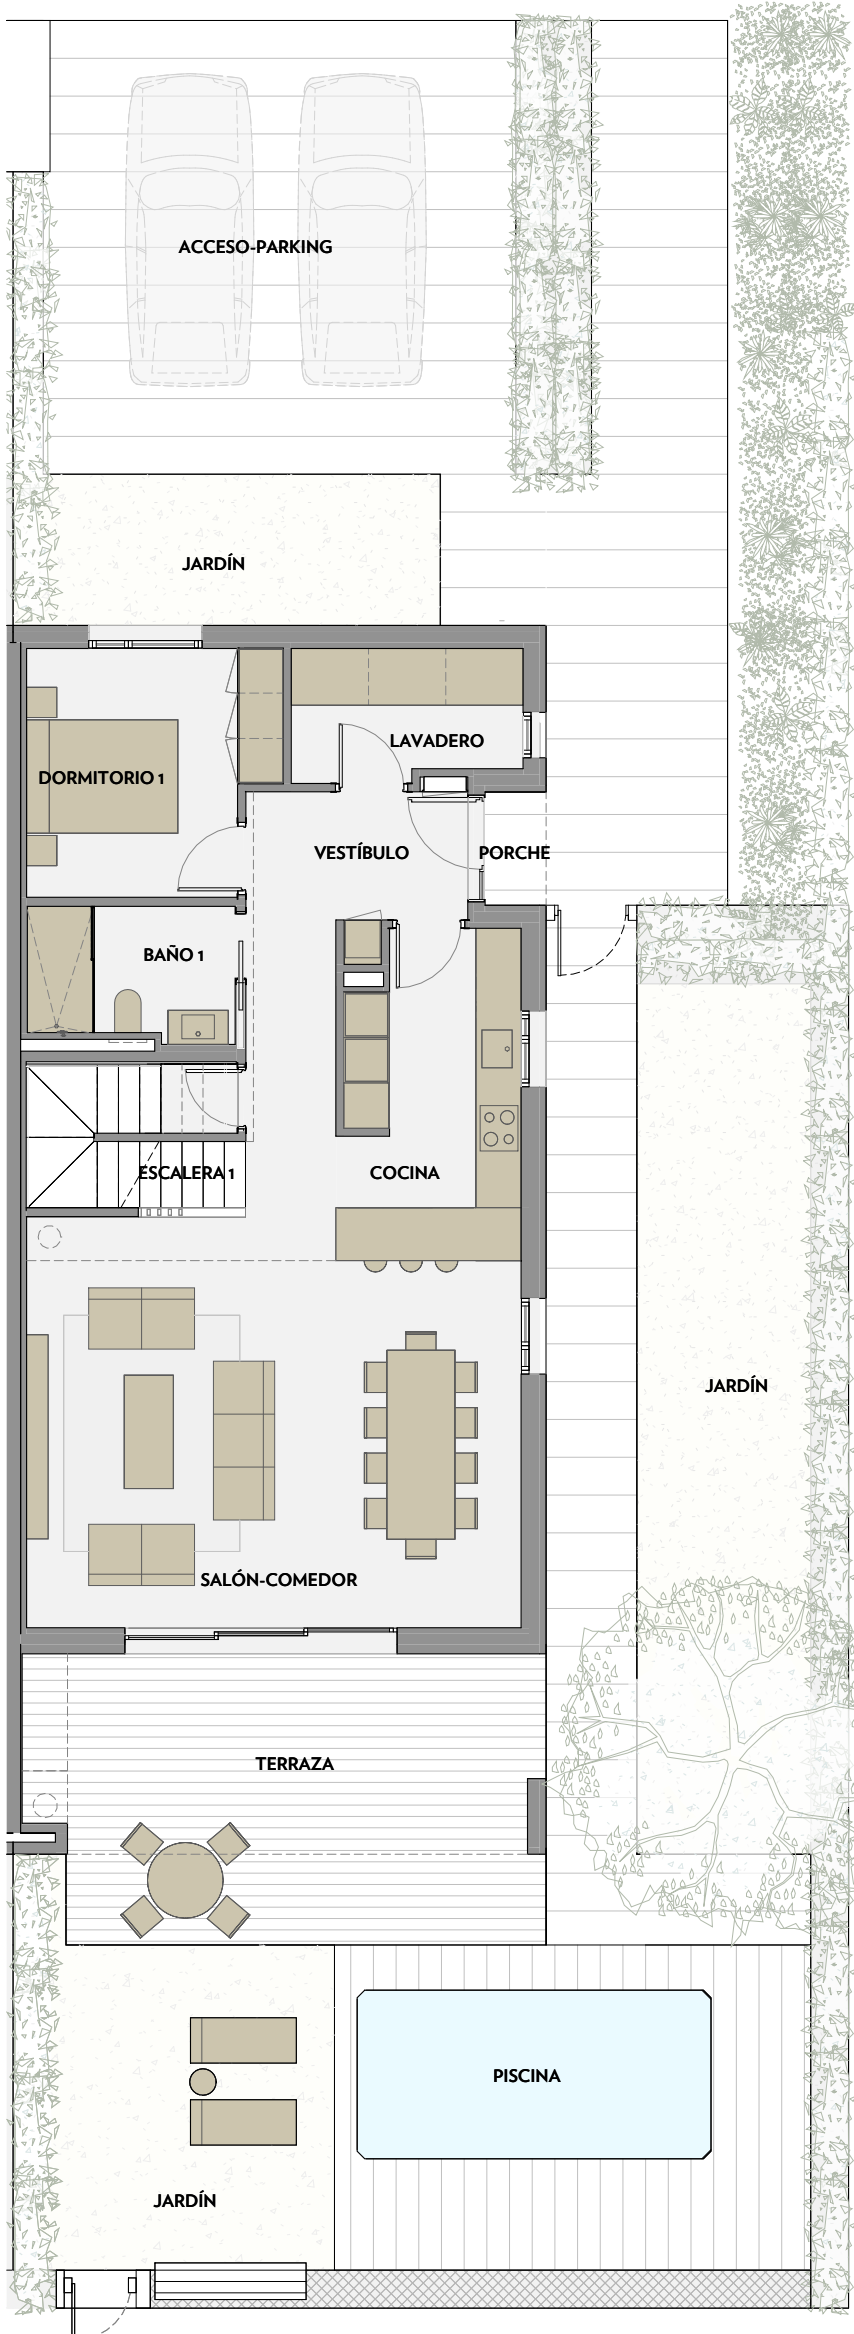 ACCESO-PARKING
JARDÍN
LAVADERO
DORMITORIO 1
VESTÍBULO
PORCHE
BAÑO 1
ESCALERA 1
COCINA
JARDÍN
SALÓN-COMEDOR
TERRAZA
PISCINA
JARDÍN